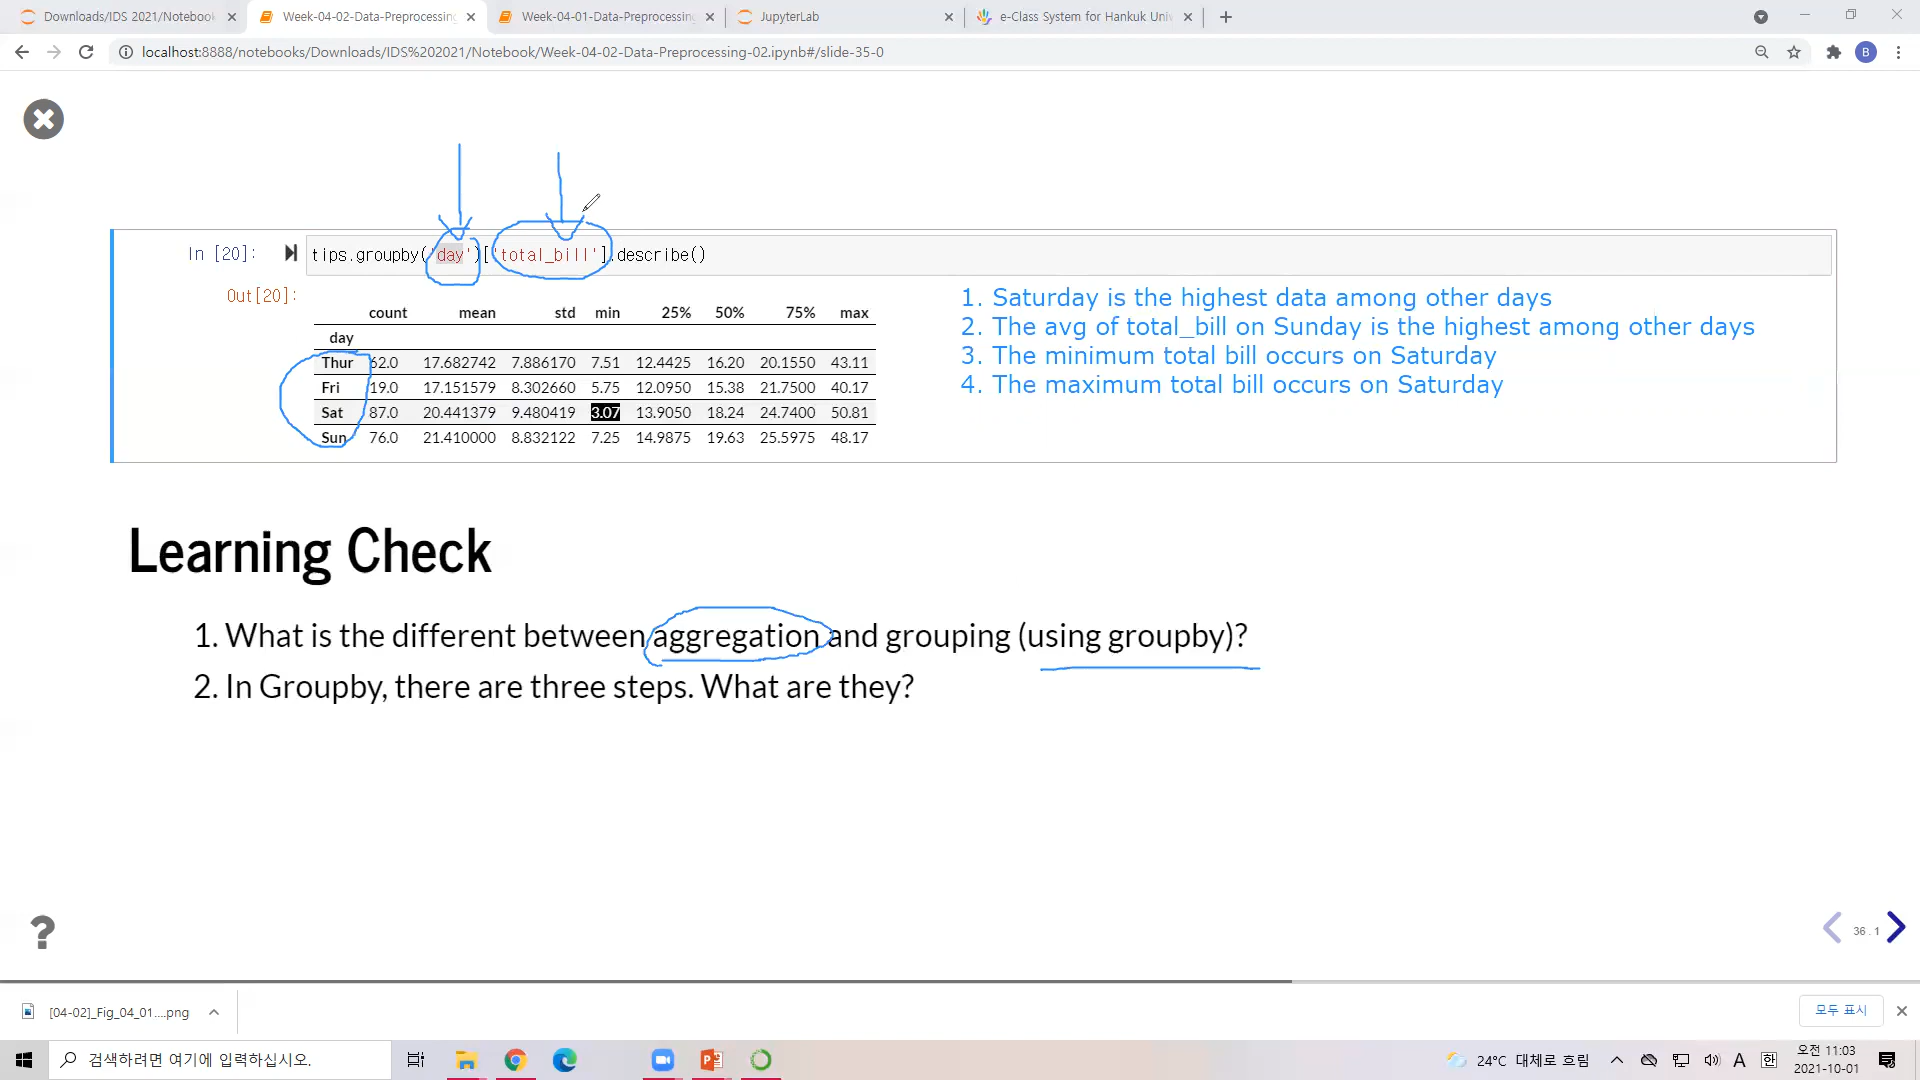 Downloads/IDS 2021/Notebook
Week-04-02-Data-Preprocessing
Week-04-01-Data-Preprocessing
JupyterLab
e-Class System for Hankuk Uni
localhost:8888/notebooks/Downloads/IDS%202021/Notebook/Week-04-02-Data-Preprocessing-02.ipynb#/slide-35-0
B
In [20]: tips.groupby('day')['total_bill'].describe()
Out[20]:
count mean std min 25% 50% 75% max
day
Thur 62.0 17.682742 7.886170 7.51 12.4425 16.20 20.1550 43.11
Fri 19.0 17.151579 8.302660 5.75 12.0950 15.38 21.7500 40.17
Sat 87.0 20.441379 9.480419 3.07 13.9050 18.24 24.7400 50.81
Sun 76.0 21.410000 8.832122 7.25 14.9875 19.63 25.5975 48.17
1. Saturday is the highest data among other days
2. The avg of total_bill on Sunday is the highest among other days
3. The minimum total bill occurs on Saturday
4. The maximum total bill occurs on Saturday
Learning Check
1. What is the different between aggregation and grouping (using groupby)?
2. In Groupby, there are three steps. What are they?
?
36.1
[04-02]_Fig_04_01....png
모두 표시
검색하려면 여기에 입력하십시오.
24°C 대체로 흐림
A
한
오전 11:03
2021-10-01